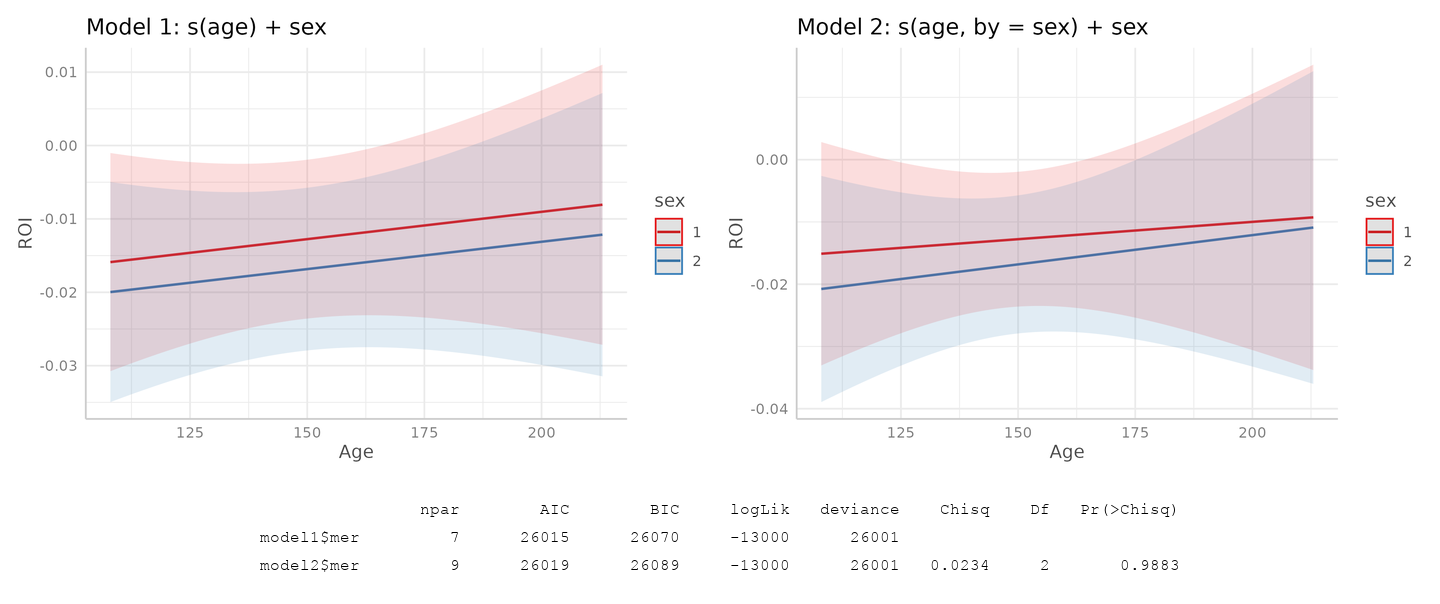 Model 1: s(age) + sex
0.01
0.00
-0.01
-0.02
-0.03
ROI
125 150 175 200
Age
sex
1
2
Model 2: s(age, by = sex) + sex
0.00
-0.02
-0.04
ROI
125 150 175 200
Age
sex
1
2
npar AIC BIC logLik deviance Chisq Df Pr(>Chisq)
model1$mer 7 26015 26070 -13000 26001
model2$mer 9 26019 26089 -13000 26001 0.0234 2 0.9883